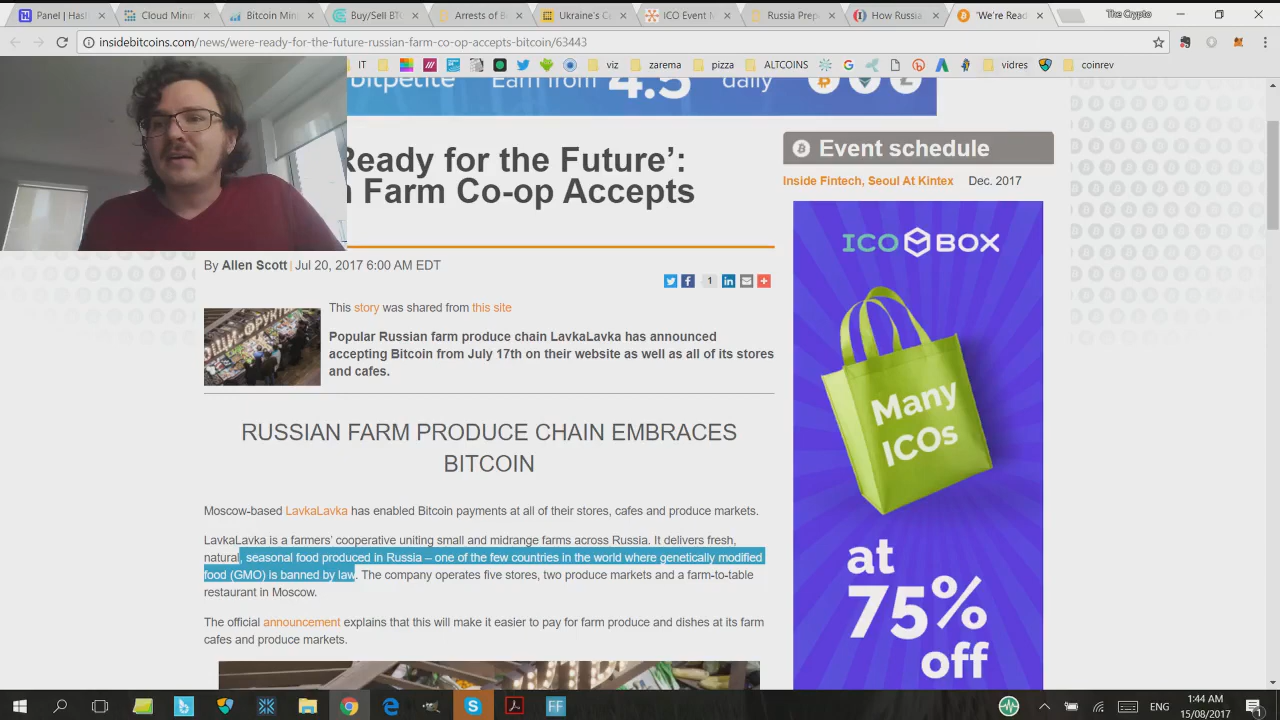 Panel | Hash
Cloud Minin
Bitcoin Min
Buy/Sell BT
Arrests of B
Ukraine's C
ICO Event N
Russia Prep
How Russia
"We're Read
The Crypto
insidebitcoins.com/news/were-ready-for-the-future-russian-farm-co-op-accepts-bitcoin/63443
IT
viz
zarema
pizza
ALTCOINS
vidres
coinrev
bitpetite
Earn from
4.5
daily
Ready for the Future':
n Farm Co-op Accepts
By Allen Scott | Jul 20, 2017 6:00 AM EDT
1
This story was shared from this site
Popular Russian farm produce chain LavkaLavka has announced
accepting Bitcoin from July 17th on their website as well as all of its stores
and cafes.
RUSSIAN FARM PRODUCE CHAIN EMBRACES
BITCOIN
Moscow-based LavkaLavka has enabled Bitcoin payments at all of their stores, cafes and produce markets.
LavkaLavka is a farmers' cooperative uniting small and midrange farms across Russia. It delivers fresh,
natural, seasonal food produced in Russia – one of the few countries in the world where genetically modified
food (GMO) is banned by law. The company operates five stores, two produce markets and a farm-to-table
restaurant in Moscow.
The official announcement explains that this will make it easier to pay for farm produce and dishes at its farm
cafes and produce markets.
Event schedule
Inside Fintech, Seoul At Kintex Dec. 2017
ICO BOX
Many
ICOs
at
75%
off
ENG
1:44 AM
15/08/2017